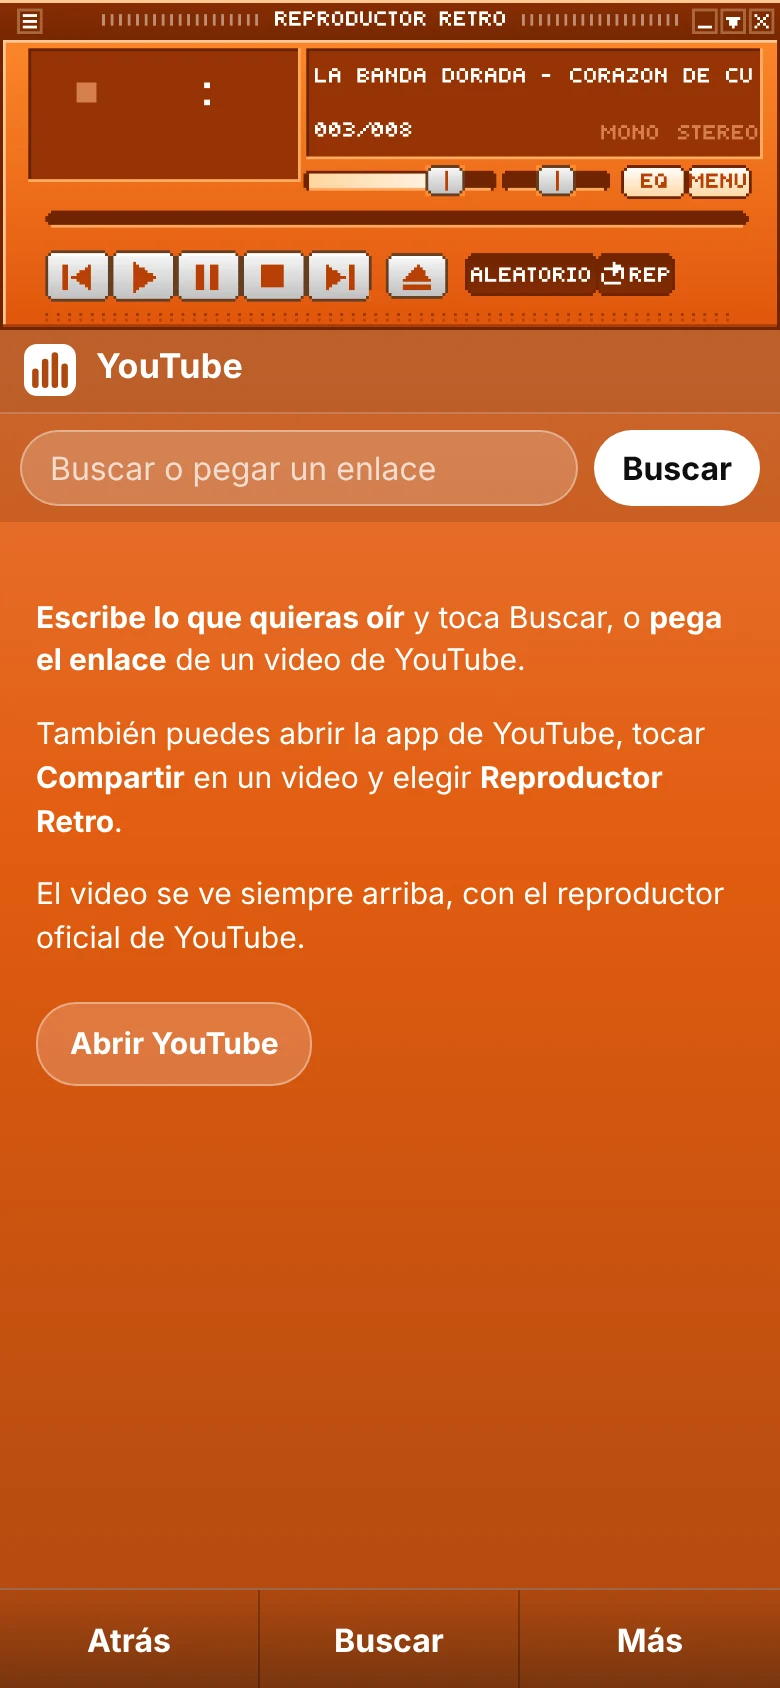 REPRODUCTOR RETRO
:
LA BANDA DORADA - CORAZON DE CU
003/008
MONO STEREO
EQ MENU
ALEATORIO REP
YouTube
Buscar o pegar un enlace
Buscar
Escribe lo que quieras oír y toca Buscar, o pega
el enlace de un video de YouTube.
También puedes abrir la app de YouTube, tocar
Compartir en un video y elegir Reproductor
Retro.
El video se ve siempre arriba, con el reproductor
oficial de YouTube.
Abrir YouTube
Atrás Buscar Más